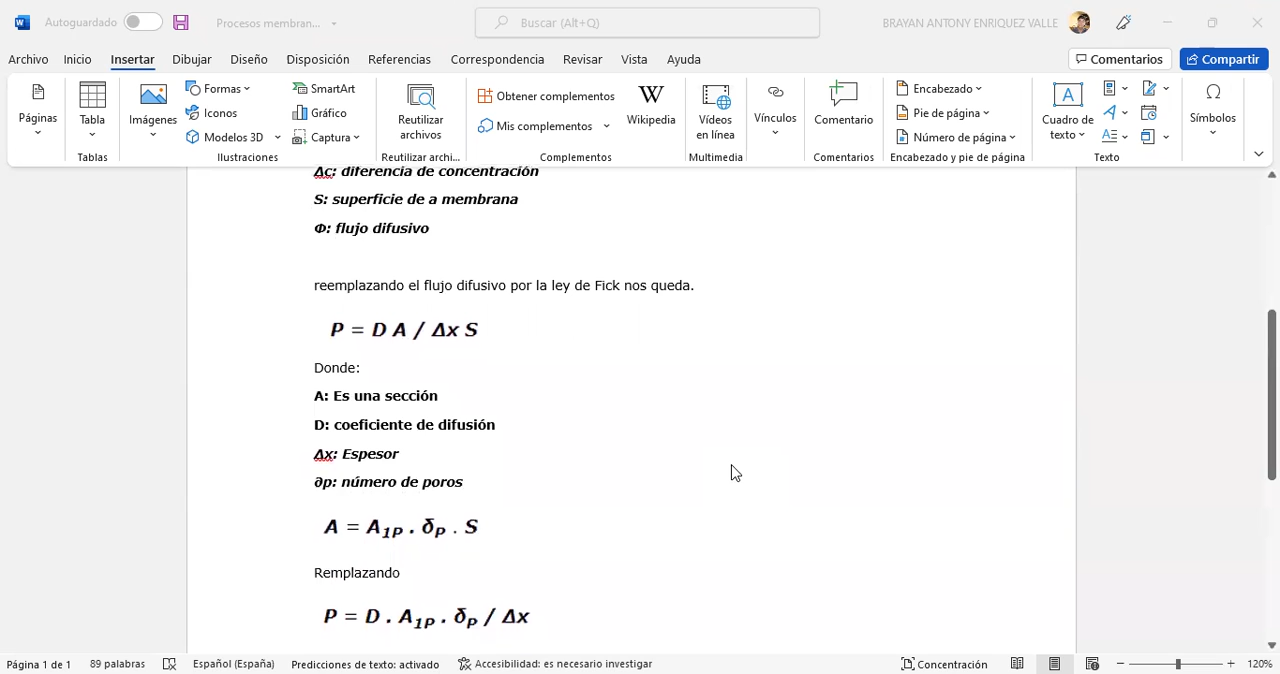 Autoguardado Procesos membran... Buscar (Alt+Q) BRAYAN ANTONY ENRIQUEZ VALLE
Archivo Inicio Insertar Dibujar Diseño Disposición Referencias Correspondencia Revisar Vista Ayuda Comentarios Compartir
Páginas
Tabla
Tablas
Imágenes
Formas
Iconos
Modelos 3D
SmartArt
Gráfico
Captura
Ilustraciones
Reutilizar
archivos
Reutilizar archi...
Obtener complementos
Mis complementos
W
Wikipedia
Complementos
Vídeos
en línea
Multimedia
Vínculos
Comentario
Comentarios
Encabezado
Pie de página
Número de página
Encabezado y pie de página
A
Cuadro de
texto
Texto
Ω
Símbolos
Δc: diferencia de concentración
S: superficie de a membrana
Φ: flujo difusivo
reemplazando el flujo difusivo por la ley de Fick nos queda.
P = D A / Δx S
Donde:
A: Es una sección
D: coeficiente de difusión
Δx: Espesor
∂p: número de poros
A = A₁P . δP . S
Remplazando
P = D . A₁P . δP / Δx
Página 1 de 1 89 palabras Español (España) Predicciones de texto: activado Accesibilidad: es necesario investigar Concentración 120%